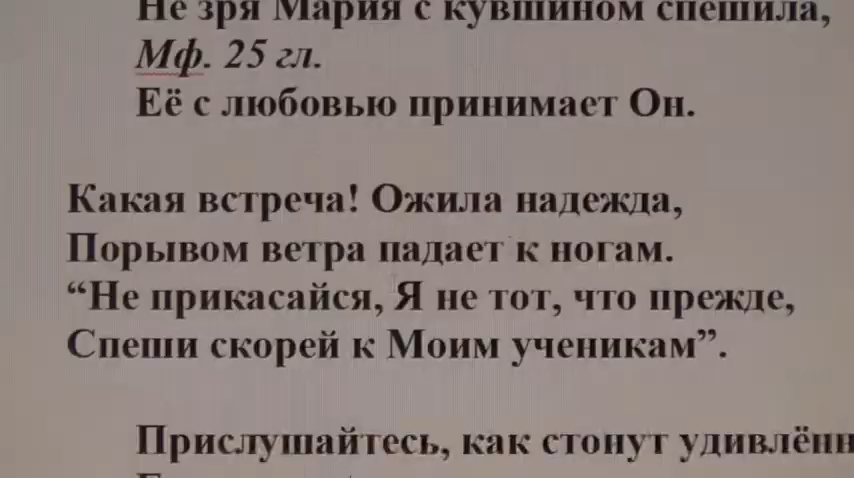 Не зря Мария с кувшином спешила,
Мф. 25 гл.
Её с любовью принимает Он.
Какая встреча! Ожила надежда,
Порывом ветра падает к ногам.
“Не прикасайся, Я не тот, что прежде,
Спеши скорей к Моим ученикам”.
Прислушайтесь, как стонут